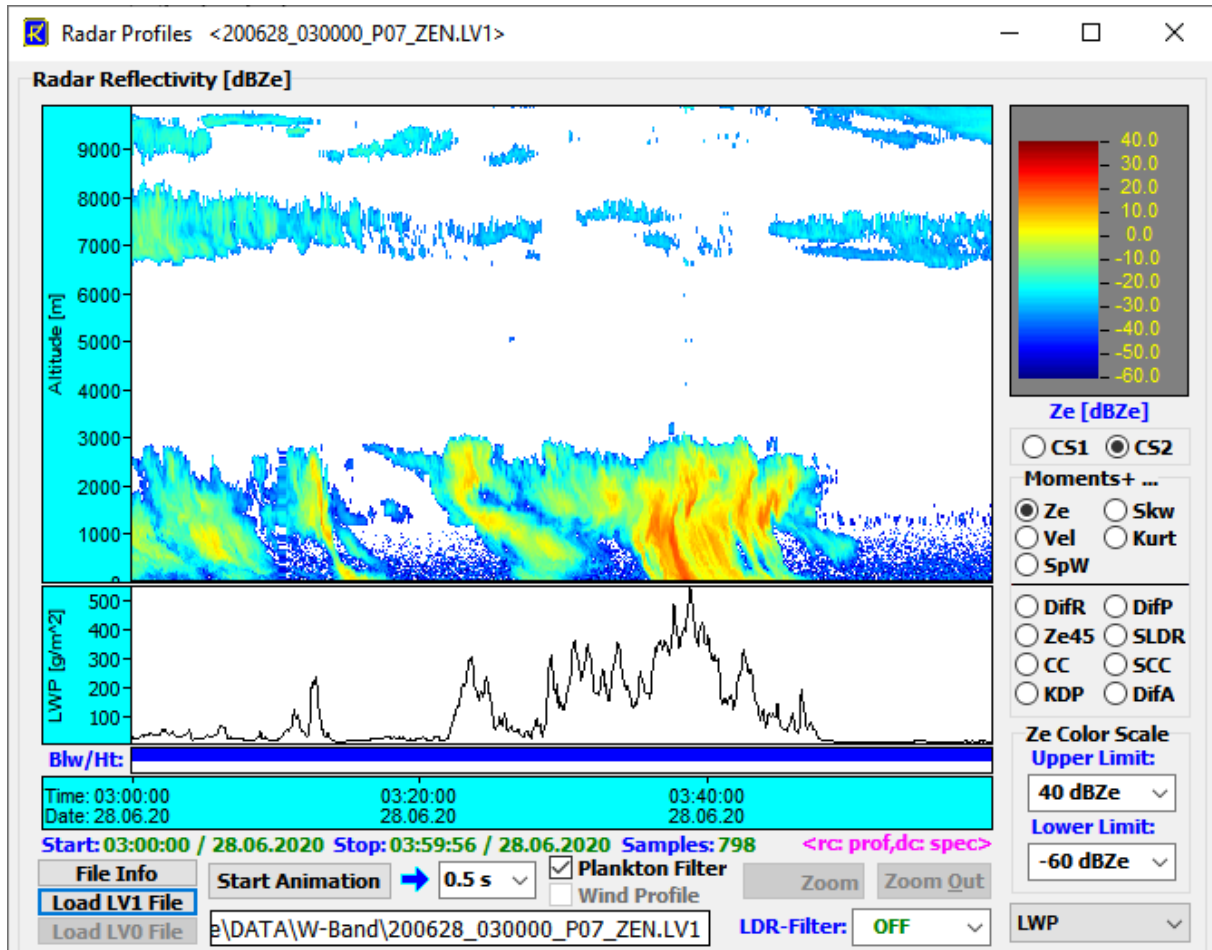 Radar Profiles <200628_030000_P07_ZEN.LV1>
Radar Reflectivity [dBZe]
Altitude [m]
9000
8000
7000
6000
5000
4000
3000
2000
1000
LWP [g/m^2]
500
400
300
200
100
Blw/Ht:
Time: 03:00:00 03:20:00 03:40:00
Date: 28.06.20 28.06.20 28.06.20
Start: 03:00:00 / 28.06.2020 Stop: 03:59:56 / 28.06.2020 Samples: 798 <rc: prof,dc: spec>
File Info
Load LV1 File
Load LV0 File
Start Animation
0.5 s
Plankton Filter
Wind Profile
Zoom
Zoom Out
e\DATA\W-Band\200628_030000_P07_ZEN.LV1
LDR-Filter: OFF
40.0
30.0
20.0
10.0
0.0
-10.0
-20.0
-30.0
-40.0
-50.0
-60.0
Ze [dBZe]
CS1 CS2
Moments+ ...
Ze Skw
Vel Kurt
SpW
DifR DifP
Ze45 SLDR
CC SCC
KDP DifA
Ze Color Scale
Upper Limit:
40 dBZe
Lower Limit:
-60 dBZe
LWP